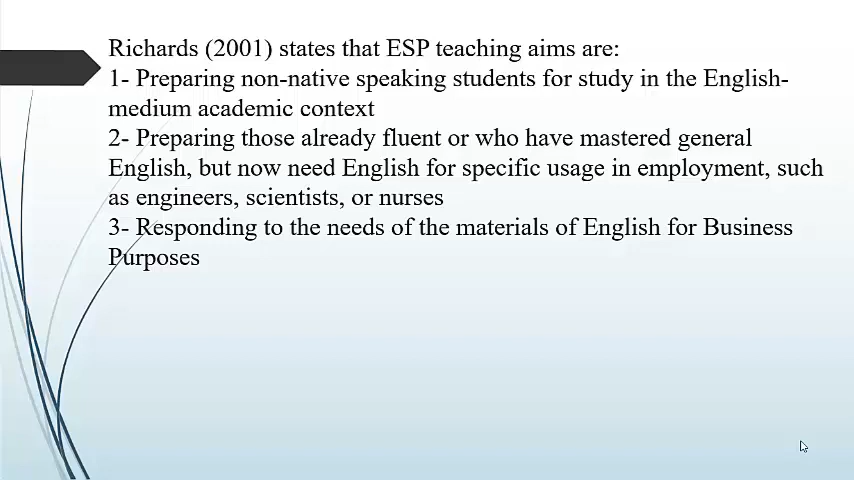 Richards (2001) states that ESP teaching aims are:
1- Preparing non-native speaking students for study in the English-
medium academic context
2- Preparing those already fluent or who have mastered general
English, but now need English for specific usage in employment, such
as engineers, scientists, or nurses
3- Responding to the needs of the materials of English for Business
Purposes